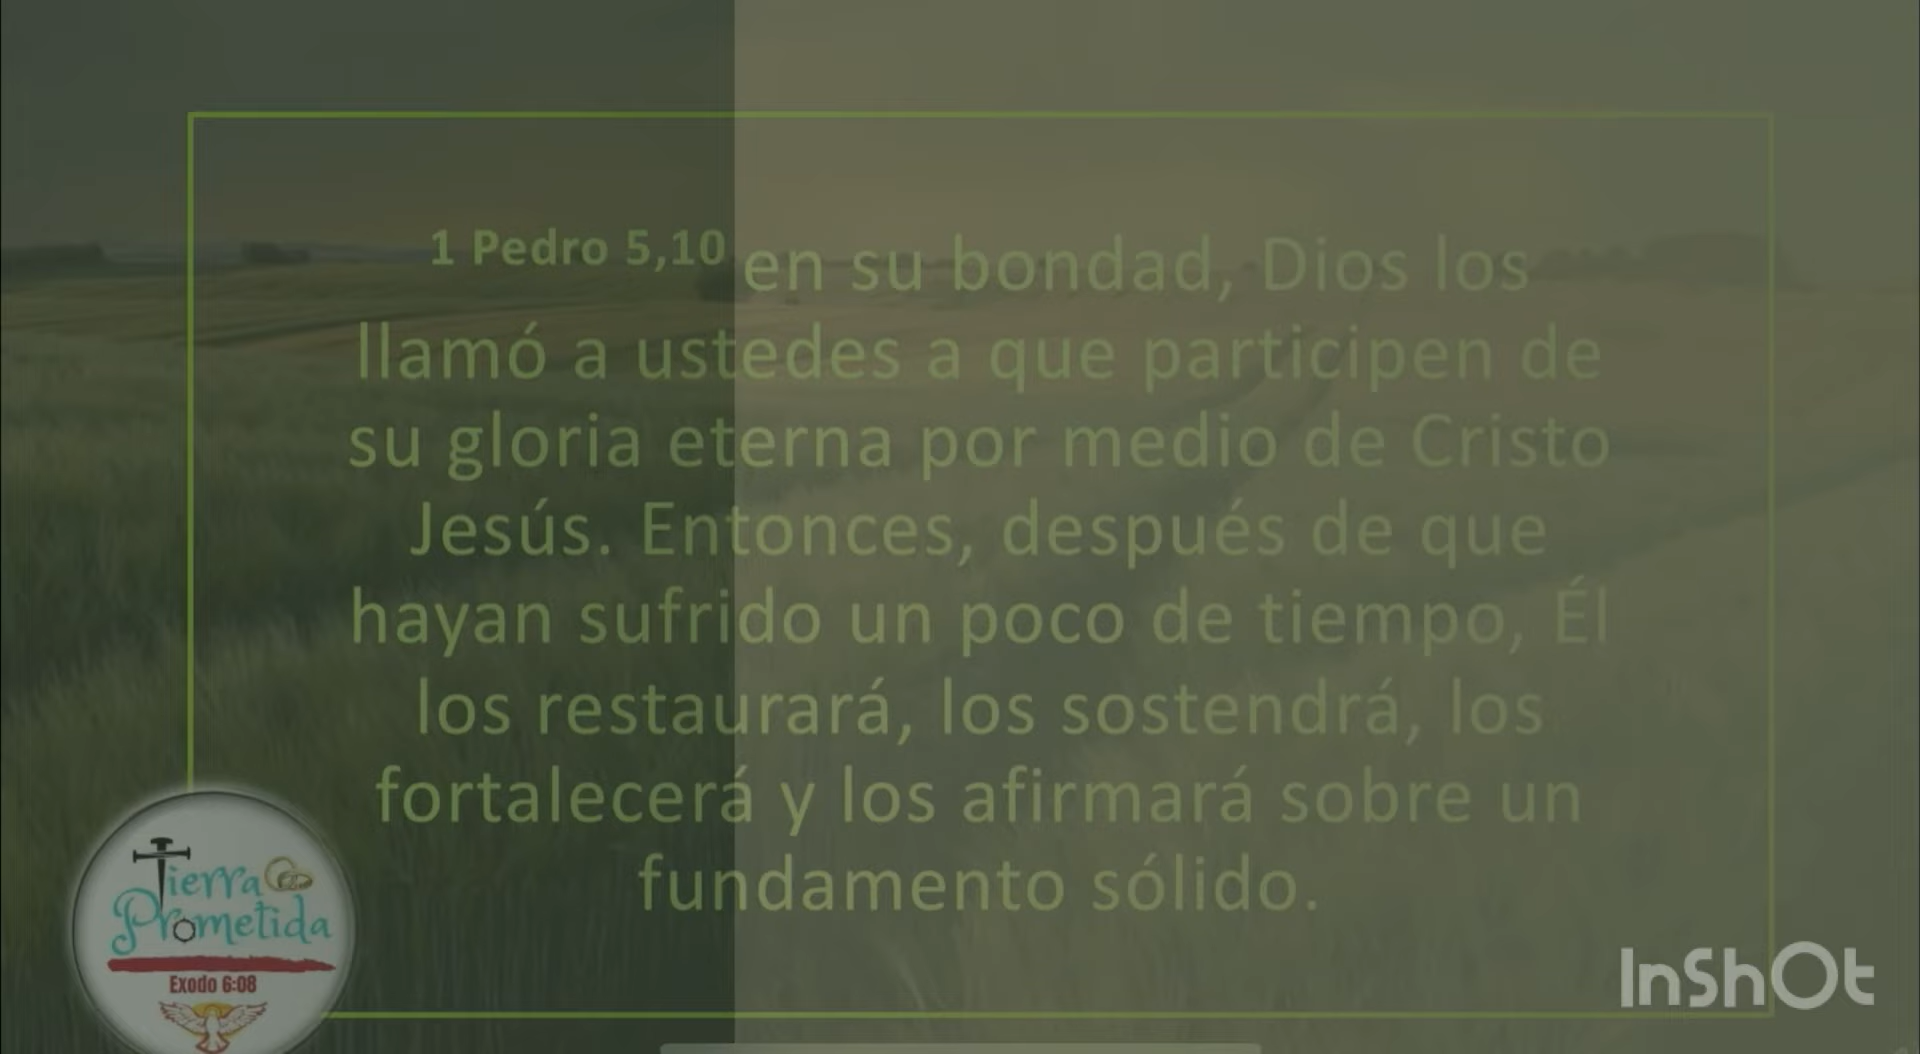 1 Pedro 5,10 en su bondad, Dios los
llamó a ustedes a que participen de
su gloria eterna por medio de Cristo
Jesús. Entonces, después de que
hayan sufrido un poco de tiempo, Él
los restaurará, los sostendrá, los
fortalecerá y los afirmará sobre un
fundamento sólido.
Tierra
Prometida
Exodo 6:08
InShOt